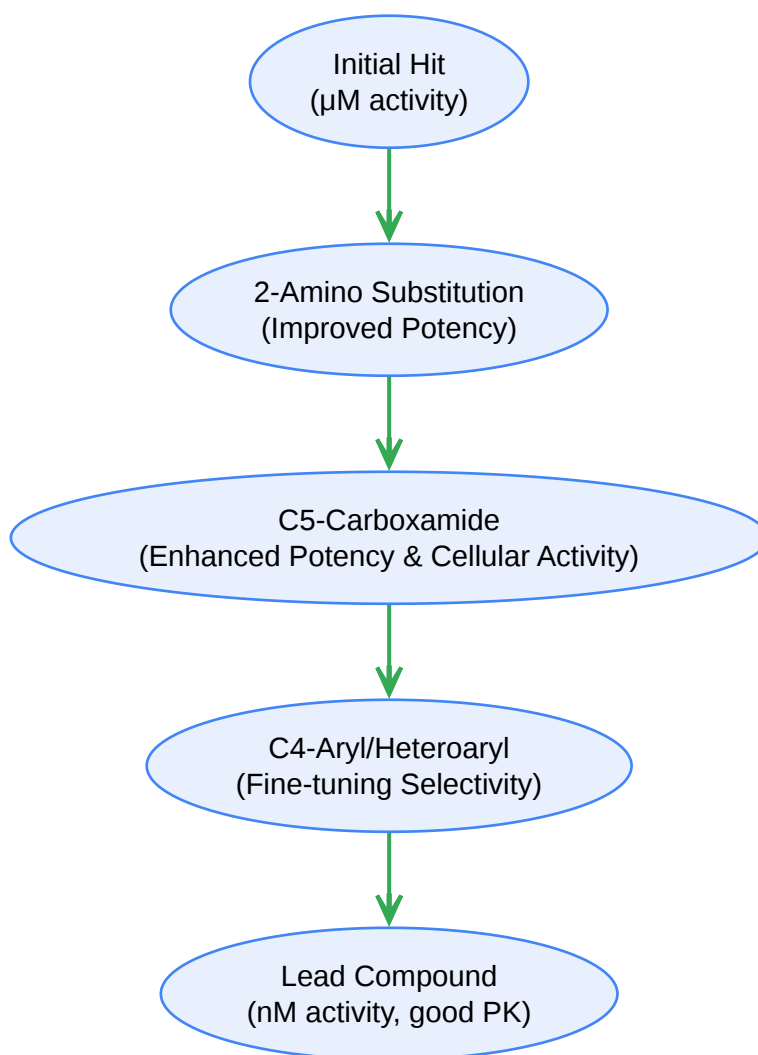 Initial Hit
(μM activity)
2-Amino Substitution
(Improved Potency)
C5-Carboxamide
(Enhanced Potency & Cellular Activity)
C4-Aryl/Heteroaryl
(Fine-tuning Selectivity)
Lead Compound
(nM activity, good PK)